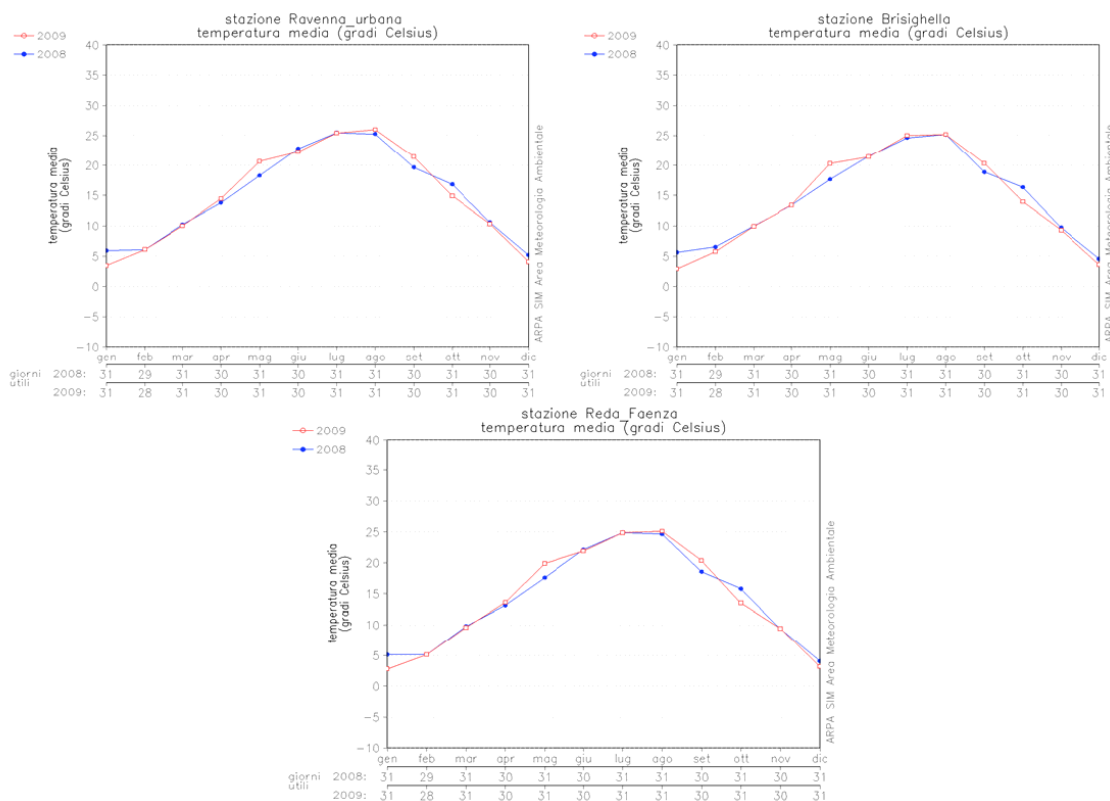 stazione Ravenna_urbana
temperatura media (gradi Celsius)
2009
2008
40
35
30
25
20
15
10
5
0
−5
−10
temperatura media
(gradi Celsius)
ARPA SIM Area Meteorologia Ambientale
gen feb mar apr mag giu lug ago set ott nov dic
giorni utili
2008: 31 29 31 30 31 30 31 31 30 31 30 31
2009: 31 28 31 30 31 30 31 31 30 31 30 31
stazione Brisighella
temperatura media (gradi Celsius)
2009
2008
40
35
30
25
20
15
10
5
0
−5
−10
temperatura media
(gradi Celsius)
ARPA SIM Area Meteorologia Ambientale
gen feb mar apr mag giu lug ago set ott nov dic
giorni utili
2008: 31 29 31 30 31 30 31 31 30 31 30 31
2009: 31 28 31 30 31 30 31 31 30 31 30 31
stazione Reda_Faenza
temperatura media (gradi Celsius)
2009
2008
40
35
30
25
20
15
10
5
0
−5
−10
temperatura media
(gradi Celsius)
ARPA SIM Area Meteorologia Ambientale
gen feb mar apr mag giu lug ago set ott nov dic
giorni utili
2008: 31 29 31 30 31 30 31 31 30 31 30 31
2009: 31 28 31 30 31 30 31 31 30 31 30 31